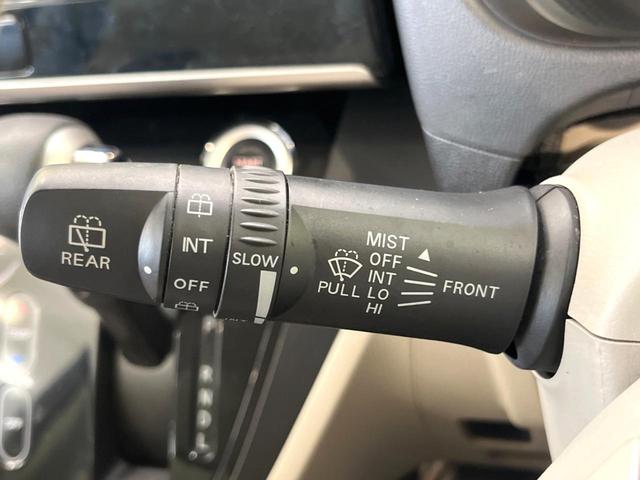 REAR
INT
OFF
SLOW
MIST
OFF
INT
PULL LO
HI
FRONT
R
N
D
L